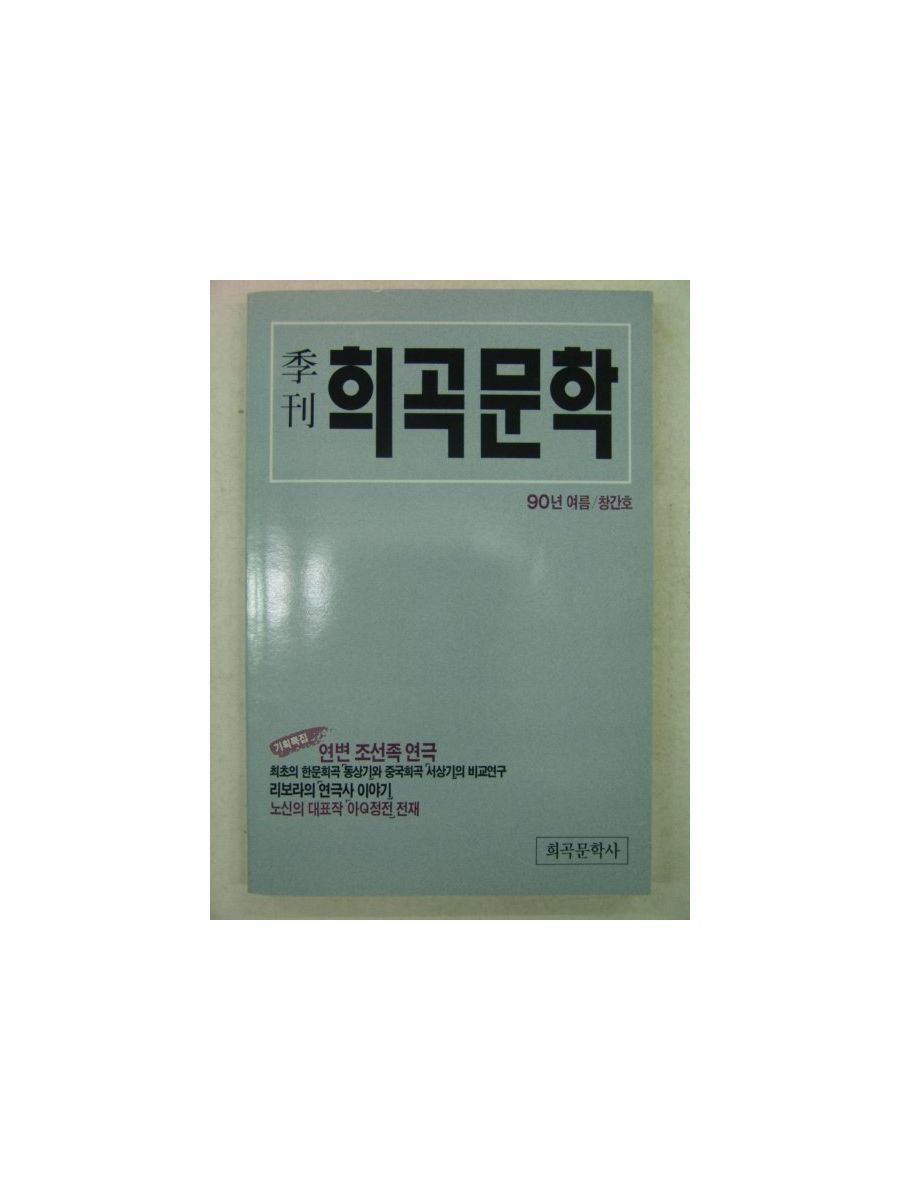 季刊
희곡문학
90년 여름/창간호
기획특집 연변 조선족 연극
최초의 한문희곡「동상기」와 중국희곡「서상기」의 비교연구
리보라의「연극사 이야기」
노신의 대표작「아Q정전」전재
희곡문학사